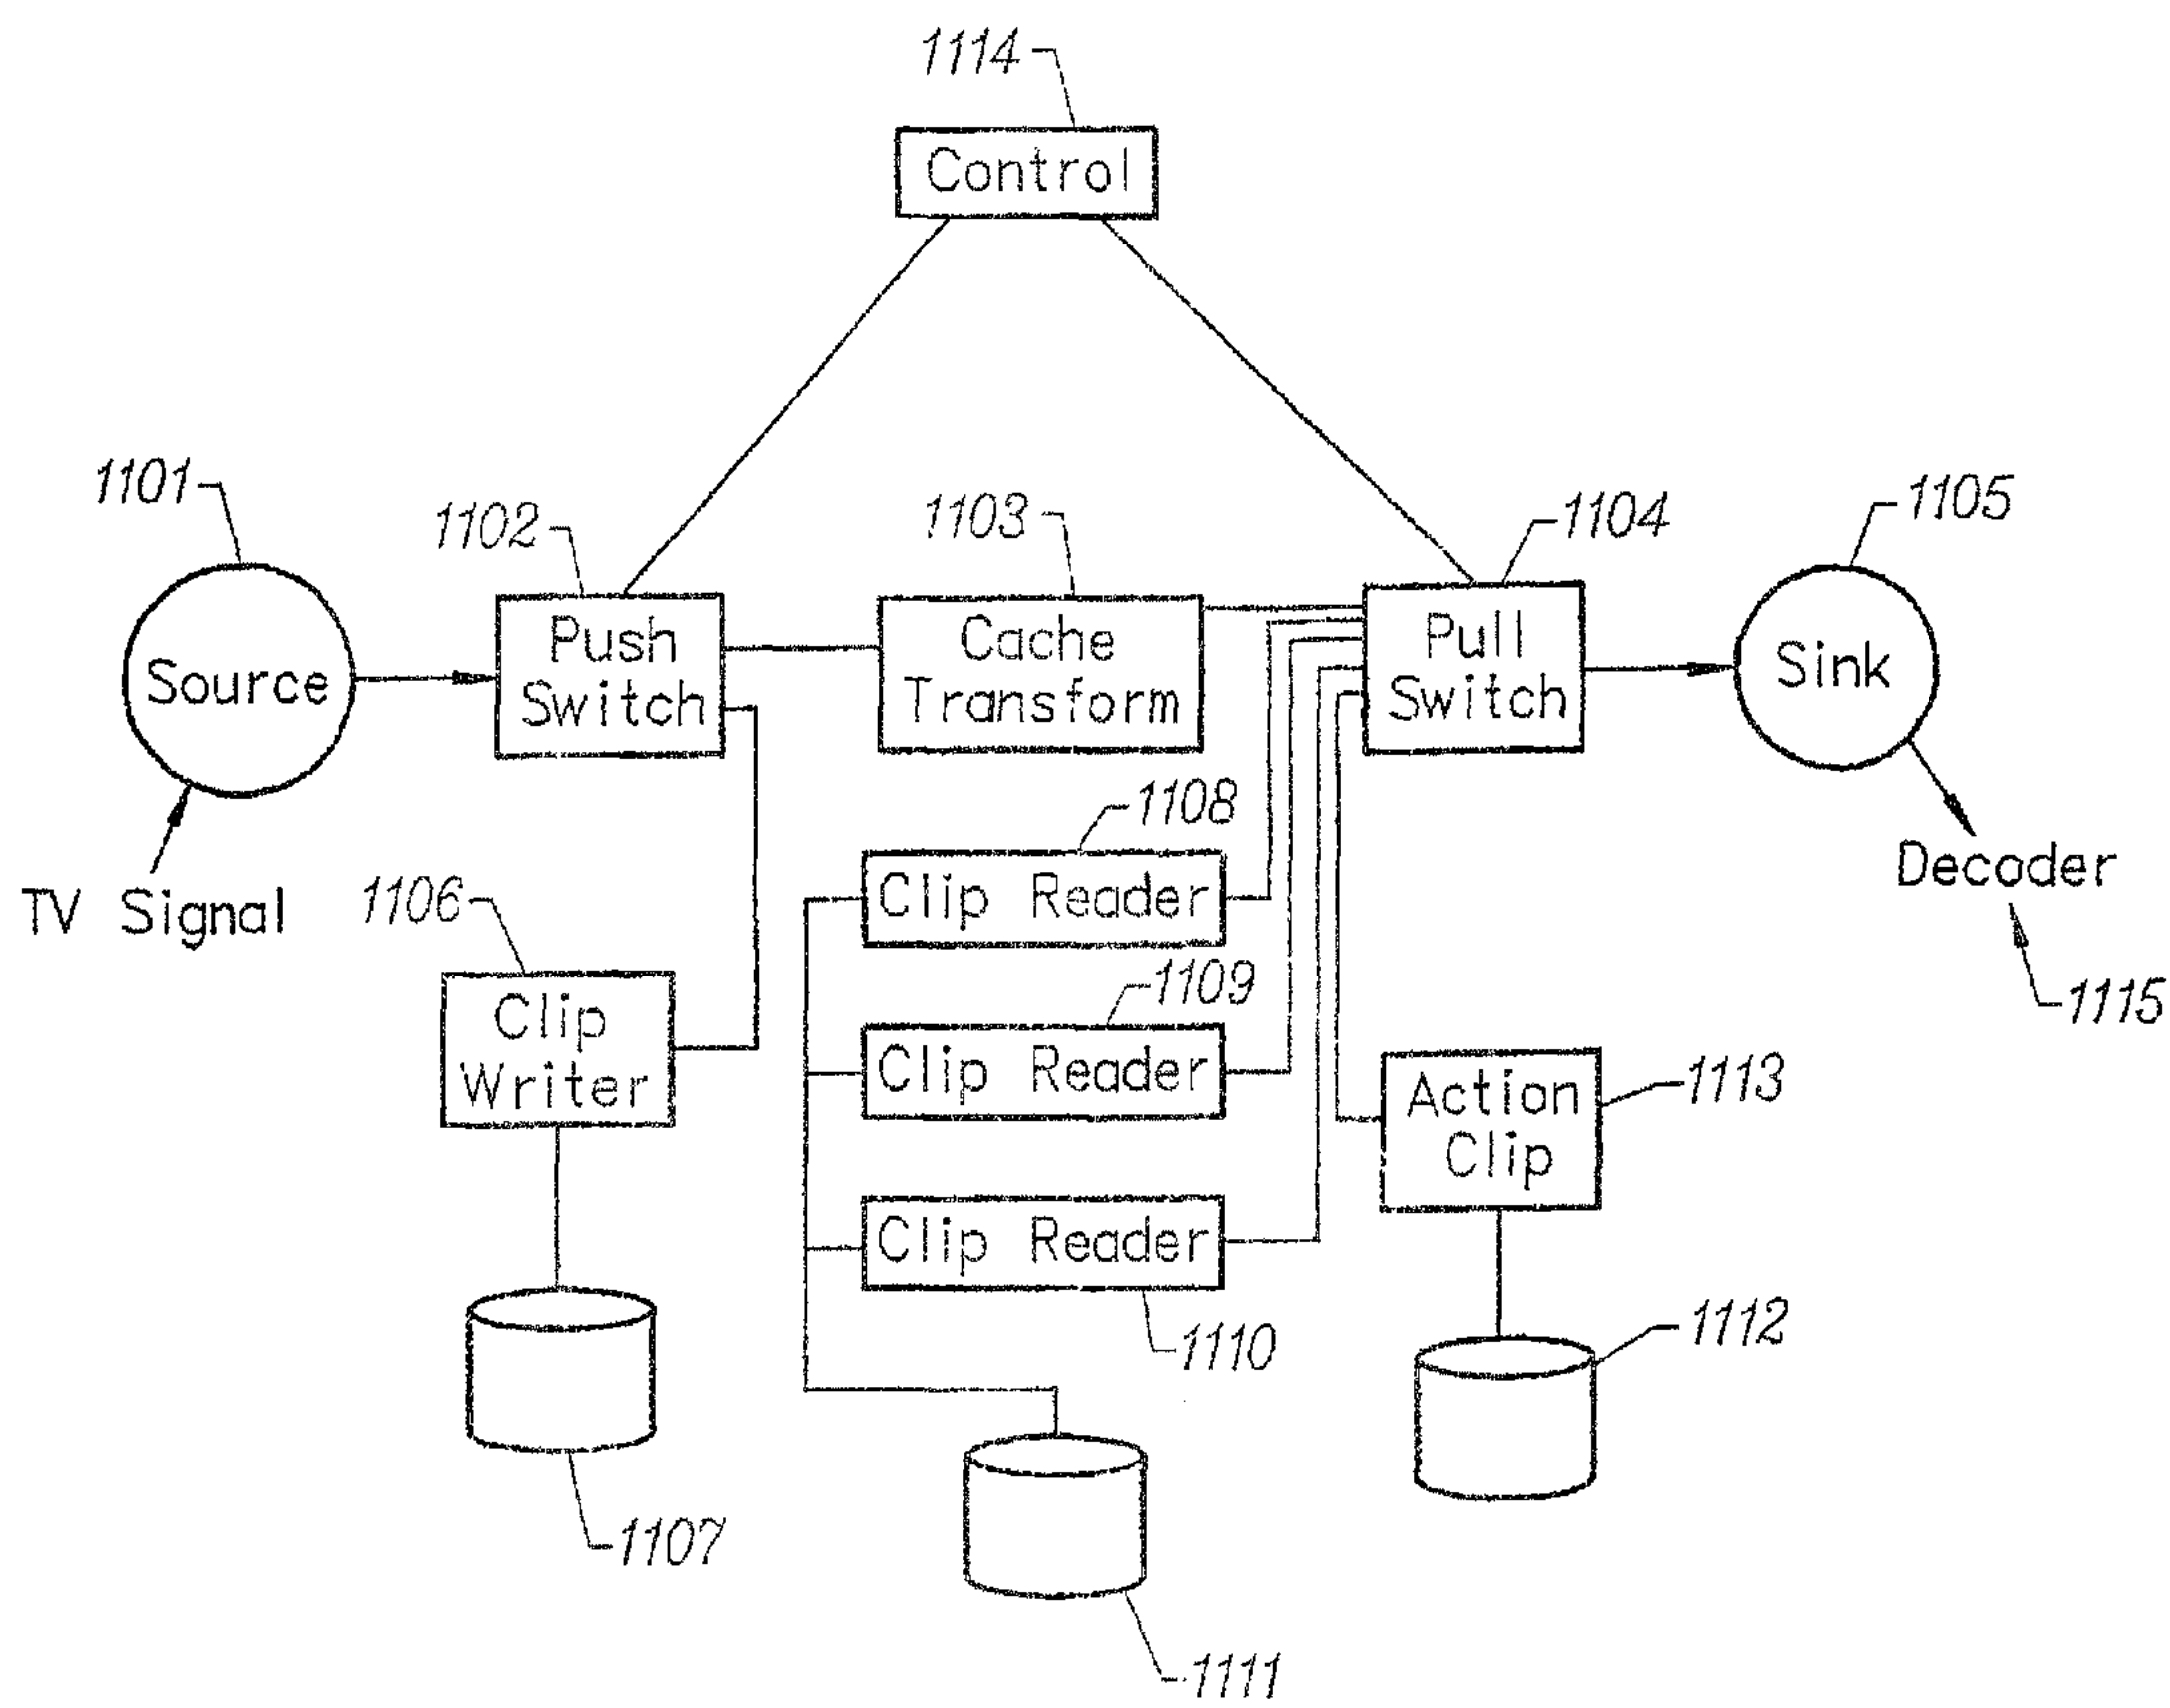 1114
Control
1101
1102
1103
1104
1105
Source
Push
Switch
Cache
Transform
Pull
Switch
Sink
TV Signal
1108
Clip Reader
Decoder
1115
1106
Clip
Writer
1109
Clip Reader
Action
Clip
1113
Clip Reader
1110
1112
1107
1111